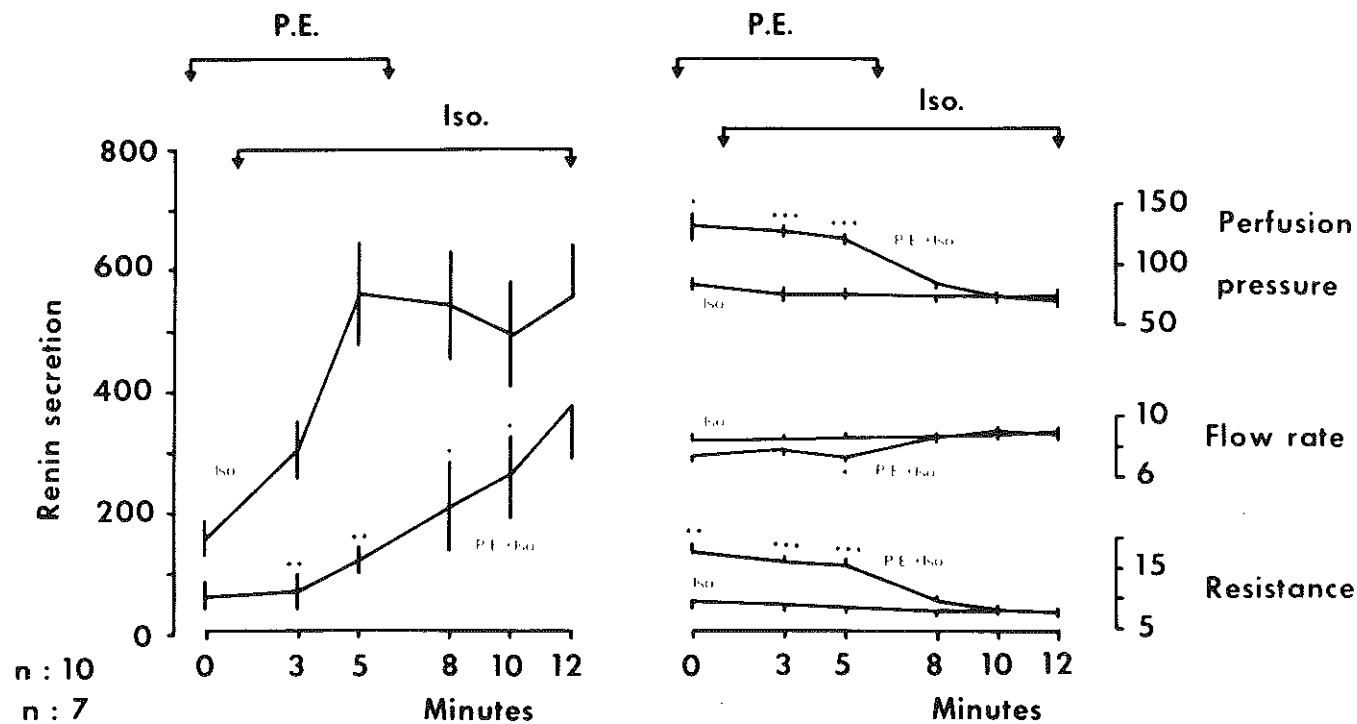 P.E.
Iso.
800
600
400
200
0
Renin secretion
Iso
P.E.+Iso
0 3 5 8 10 12
n : 10
n : 7
Minutes
P.E.
Iso.
150
100
50
Perfusion
pressure
P.E.+Iso
Iso
10
6
Flow rate
Iso
P.E.+Iso
15
5
Resistance
P.E.+Iso
Iso
0 3 5 8 10 12
Minutes